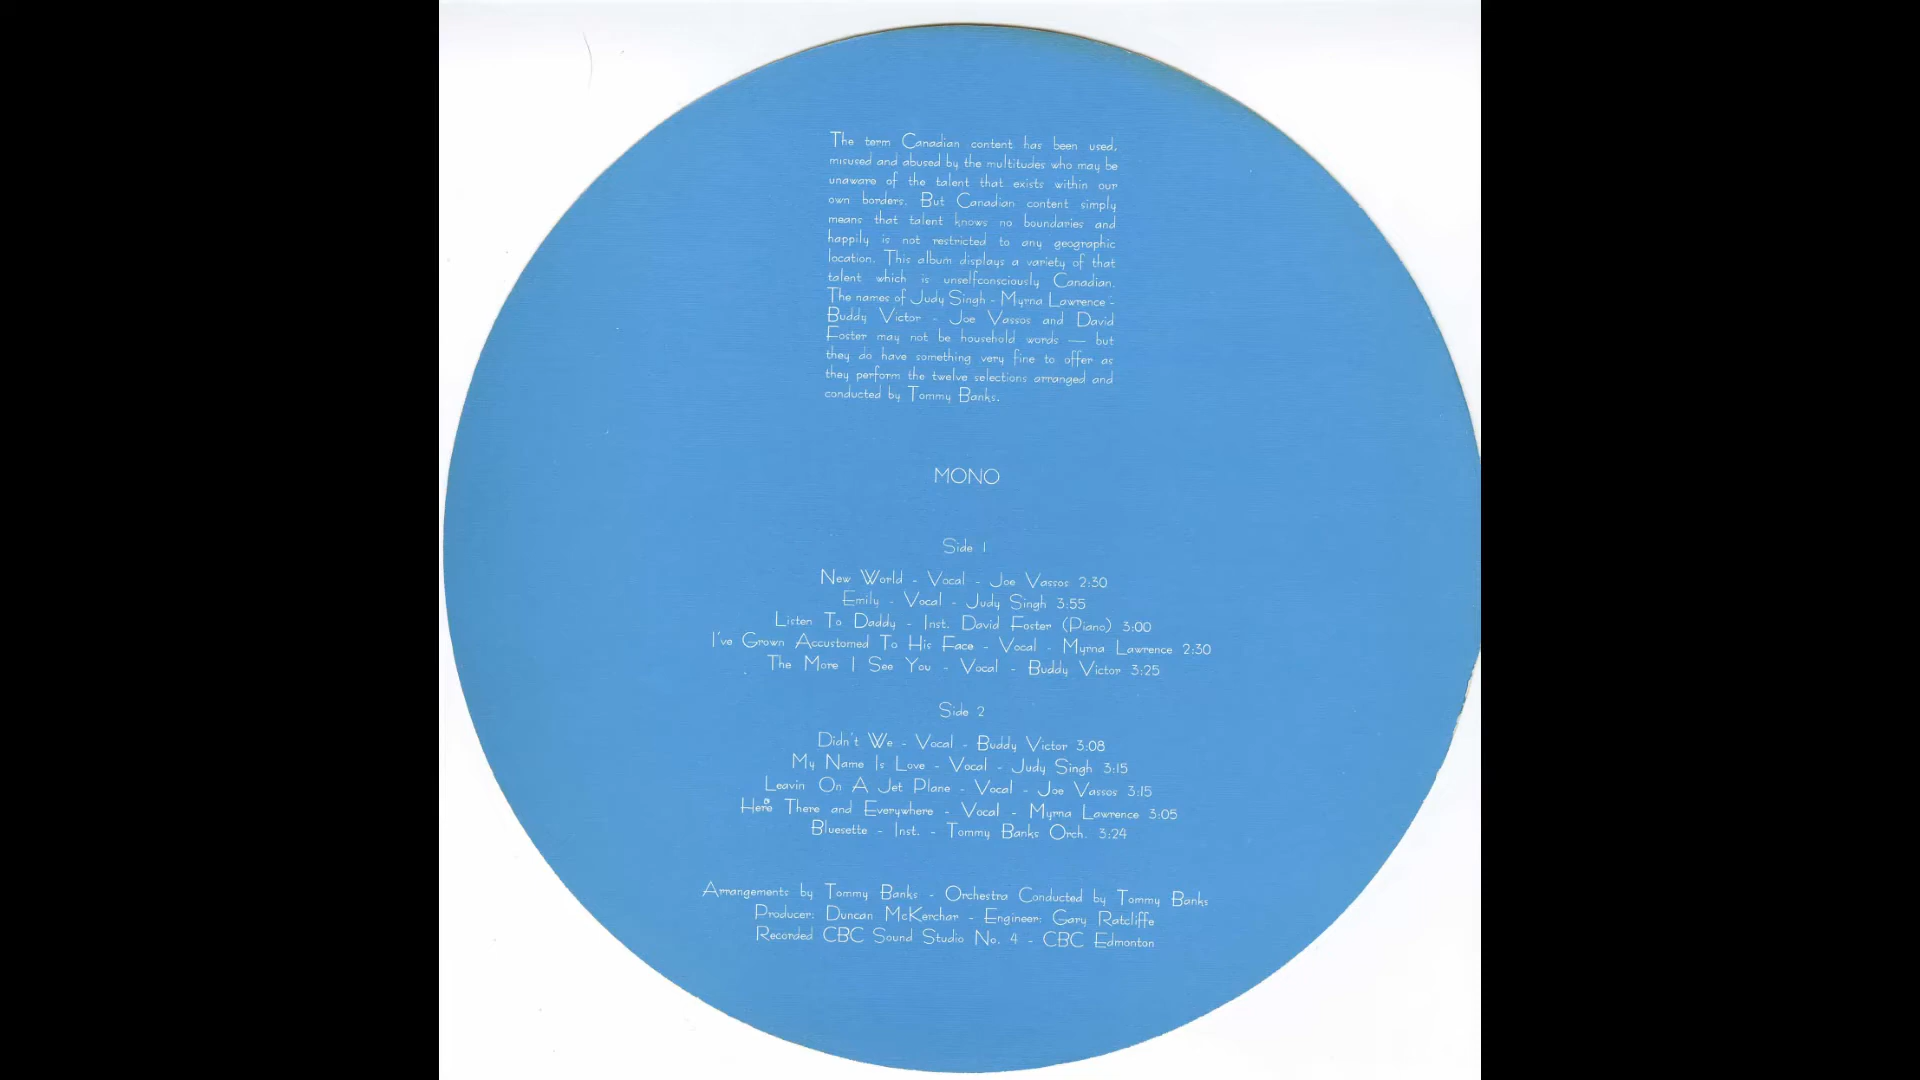 The term Canadian content has been used,
misused and abused by the multitudes who may be
unaware of the talent that exists within our
own borders. But Canadian content simply
means that talent knows no boundaries and
happily is not restricted to any geographic
location. This album displays a variety of that
talent which is unselfconsciously Canadian.
The names of Judy Singh - Myrna Lawrence -
Buddy Victor - Joe Vassos and David
Foster may not be household words — but
they do have something very fine to offer as
they perform the twelve selections arranged and
conducted by Tommy Banks.
MONO
Side 1
New World - Vocal - Joe Vassos 2:30
Emily - Vocal - Judy Singh 3:55
Listen To Daddy - Inst. David Foster (Piano) 3:00
I've Grown Accustomed To His Face - Vocal - Myrna Lawrence 2:30
The More I See You - Vocal - Buddy Victor 3:25
Side 2
Didn't We - Vocal - Buddy Victor 3:08
My Name Is Love - Vocal - Judy Singh 3:15
Leavin On A Jet Plane - Vocal - Joe Vassos 3:15
Here There and Everywhere - Vocal - Myrna Lawrence 3:05
Bluesette - Inst. - Tommy Banks Orch. 3:24
Arrangements by Tommy Banks - Orchestra Conducted by Tommy Banks
Producer: Duncan McKerchar - Engineer: Gary Ratcliffe
Recorded CBC Sound Studio No. 4 - CBC Edmonton